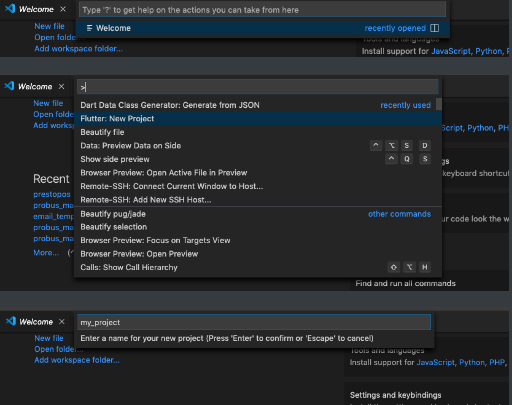 Welcome ×
Type '?' to get help on the actions you can take from here
Welcome recently opened
New file
Open folde
Add workspace folder...
Tools and languages
Install support for JavaScript, Python,
Welcome ×
>
New file
Open folde
Add worksp
Dart Data Class Generator: Generate from JSON recently used
Flutter: New Project
Beautify file
Data: Preview Data on Side ^ ⌥ S D
Show side preview ^ Q S
Browser Preview: Open Active File in Preview
Remote-SSH: Connect Current Window to Host...
Remote-SSH: Add New SSH Host...
Beautify pug/jade other commands
Beautify selection
Browser Preview: Focus on Targets View
Browser Preview: Open Preview
Calls: Show Call Hierarchy ⇧ ⌥ H
Recent
prestopos
probus_ma
email_temp
probus_ma
probus_ma
More...
cript, Python,
gs
keyboard shortcu
your code look the w
Find and run all commands
Welcome ×
my_project
Enter a name for your new project (Press 'Enter' to confirm or 'Escape' to cancel)
New file
Open folder...
Add workspace folder...
Tools and languages
Install support for JavaScript, Python, PHP,
Settings and keybindings